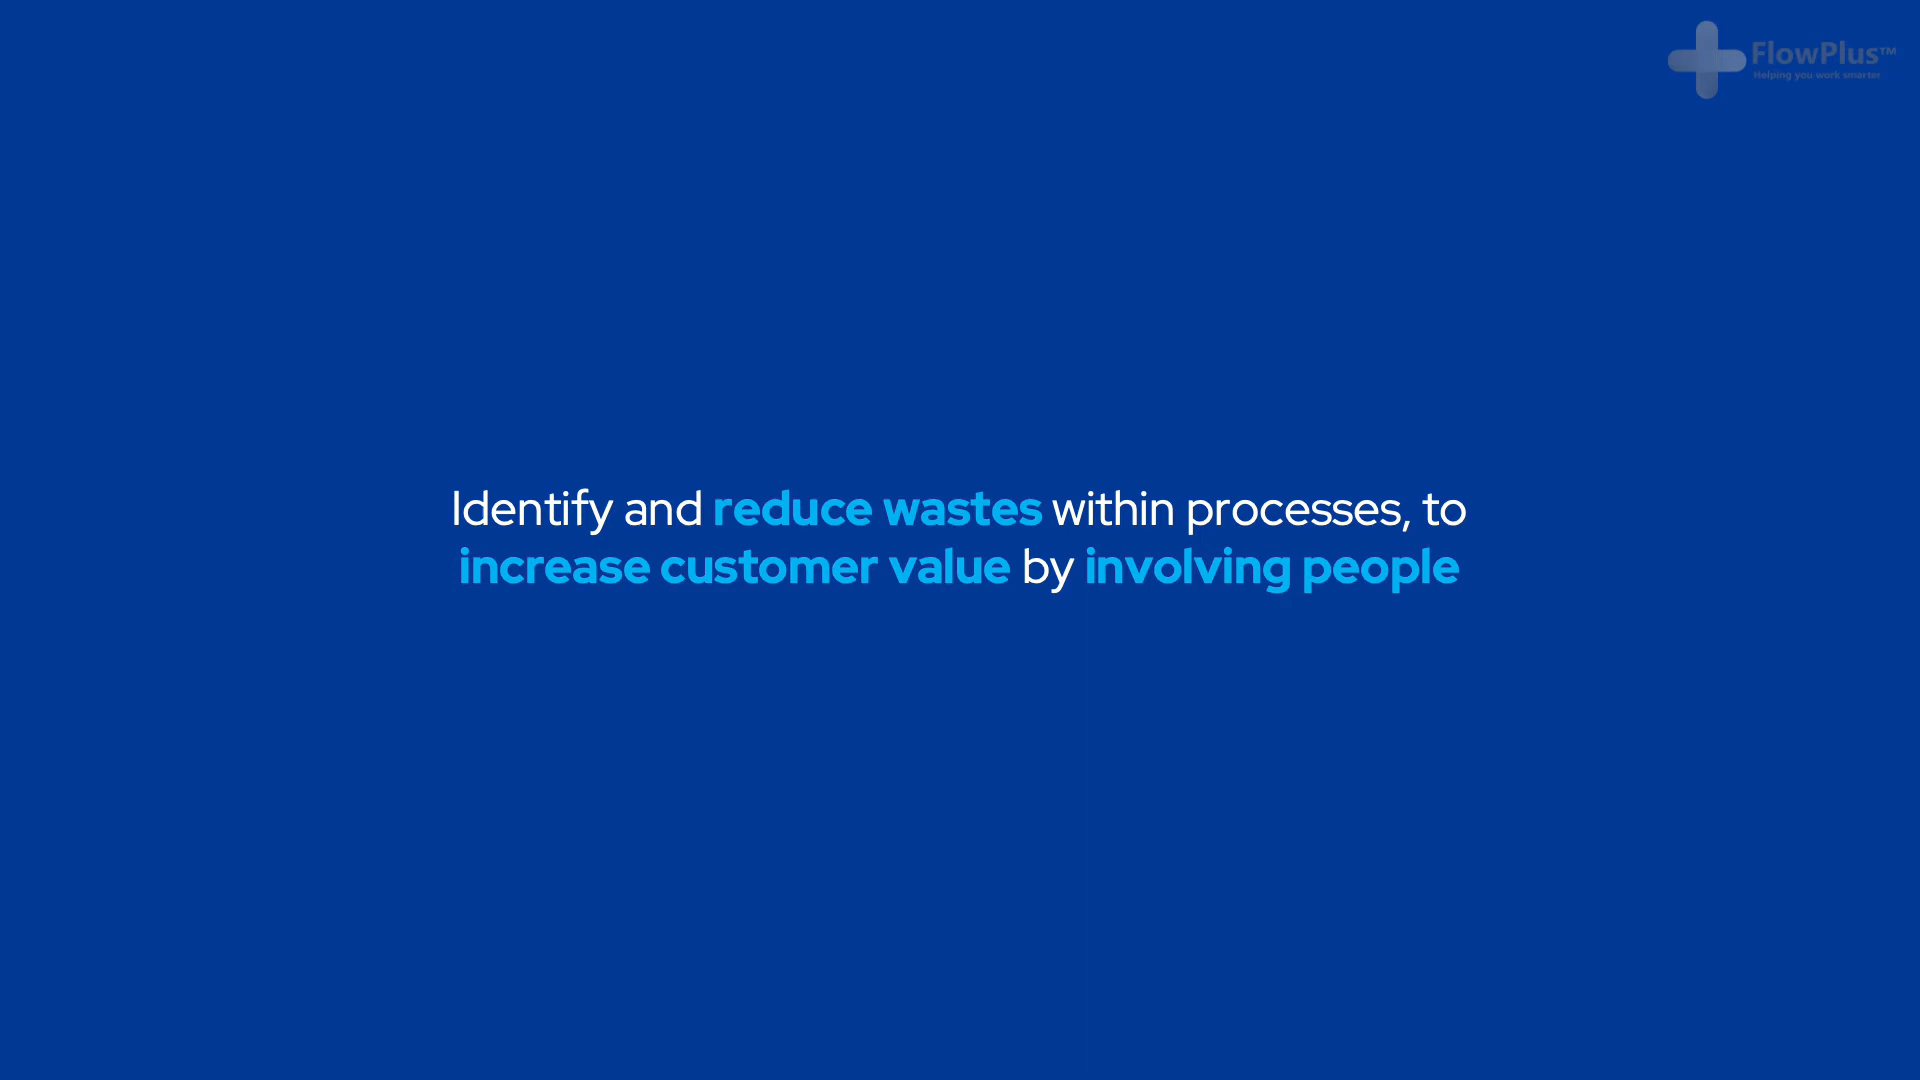 FlowPlus™
Helping you work smarter
Identify and reduce wastes within processes, to
increase customer value by involving people